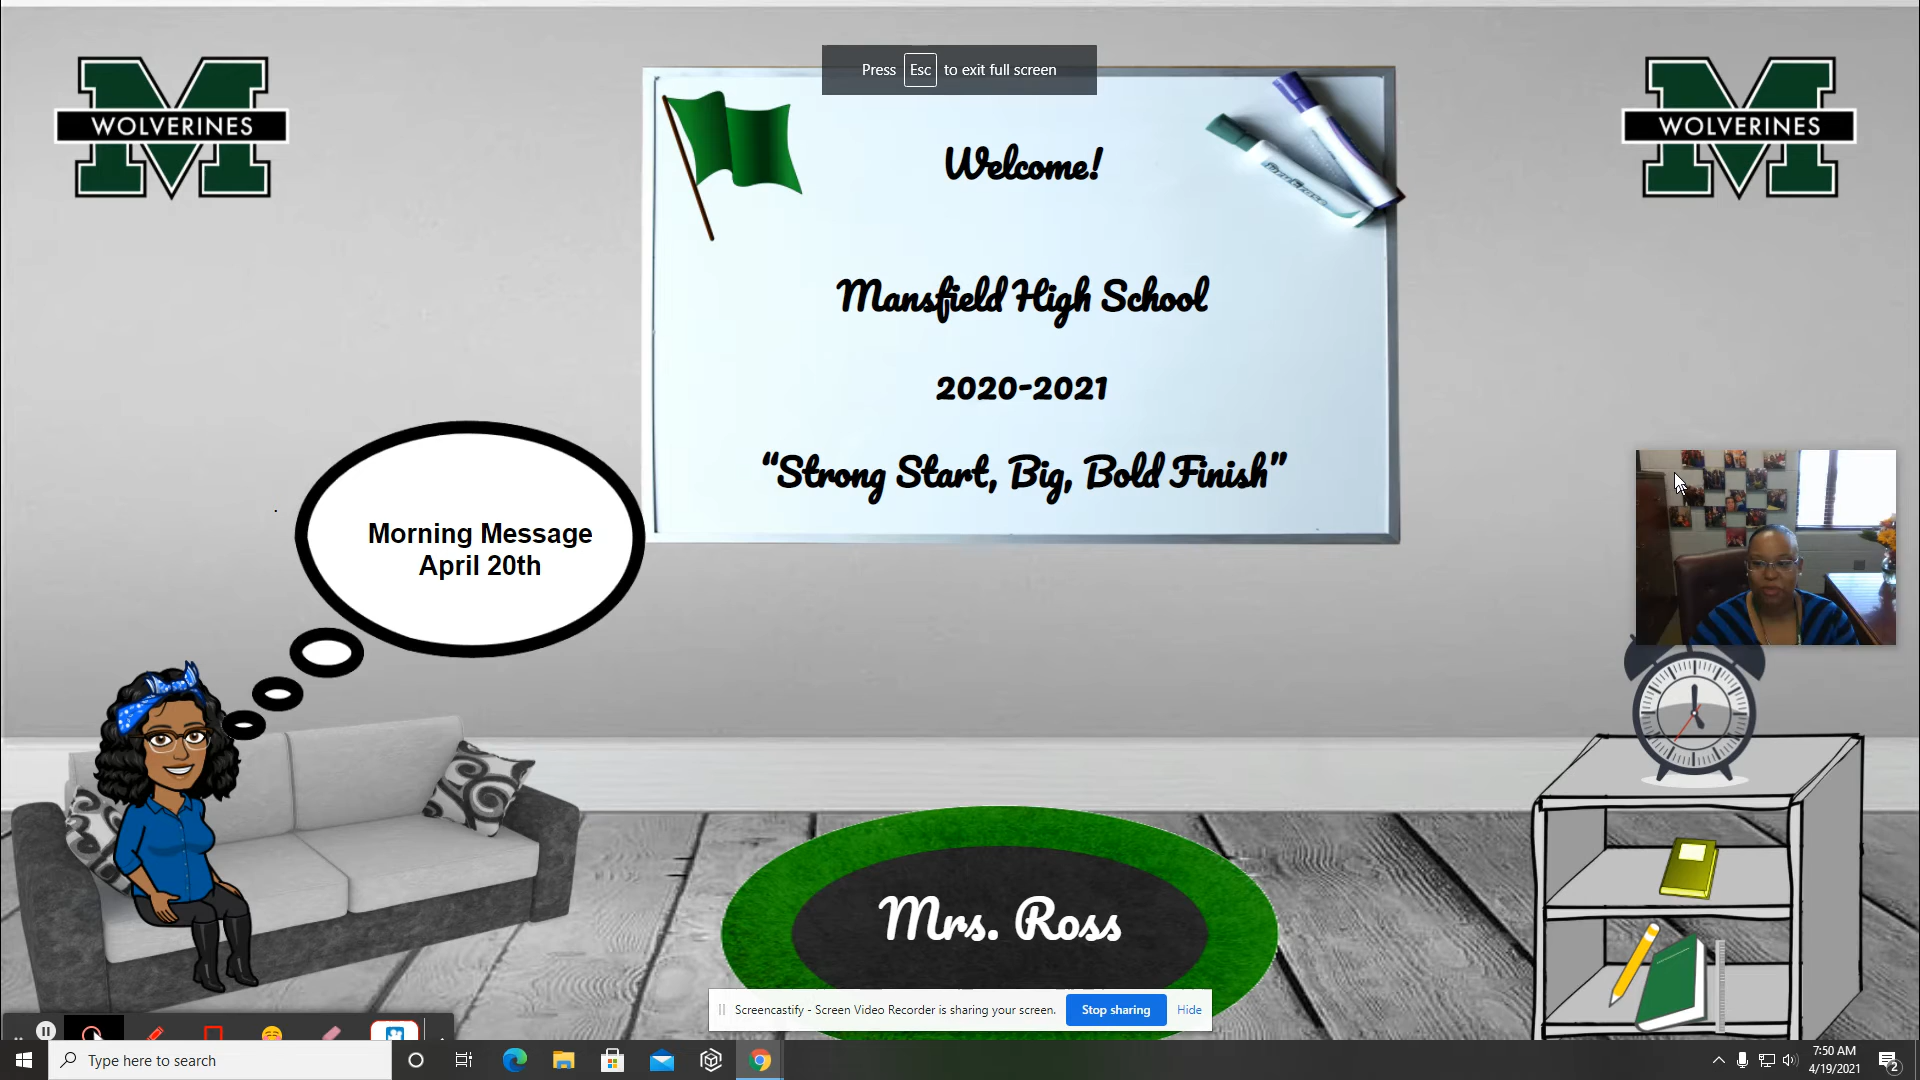 WOLVERINES
Press Esc to exit full screen
WOLVERINES
Welcome!
Mansfield High School
2020-2021
“Strong Start, Big, Bold Finish”
Morning Message
April 20th
Mrs. Ross
Screencastify - Screen Video Recorder is sharing your screen.
Stop sharing
Hide
Type here to search
7:50 AM
4/19/2021
2